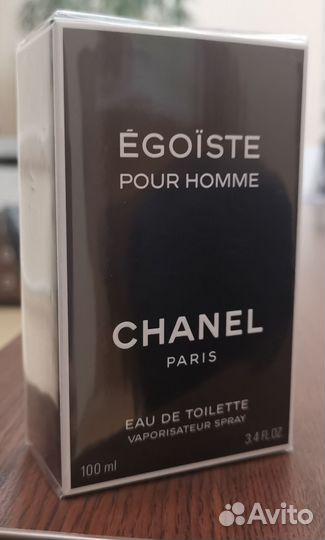 ÉGOÏSTE
POUR HOMME
CHANEL
PARIS
EAU DE TOILETTE
VAPORISATEUR SPRAY
100 ml 3.4 FL.OZ
Avito